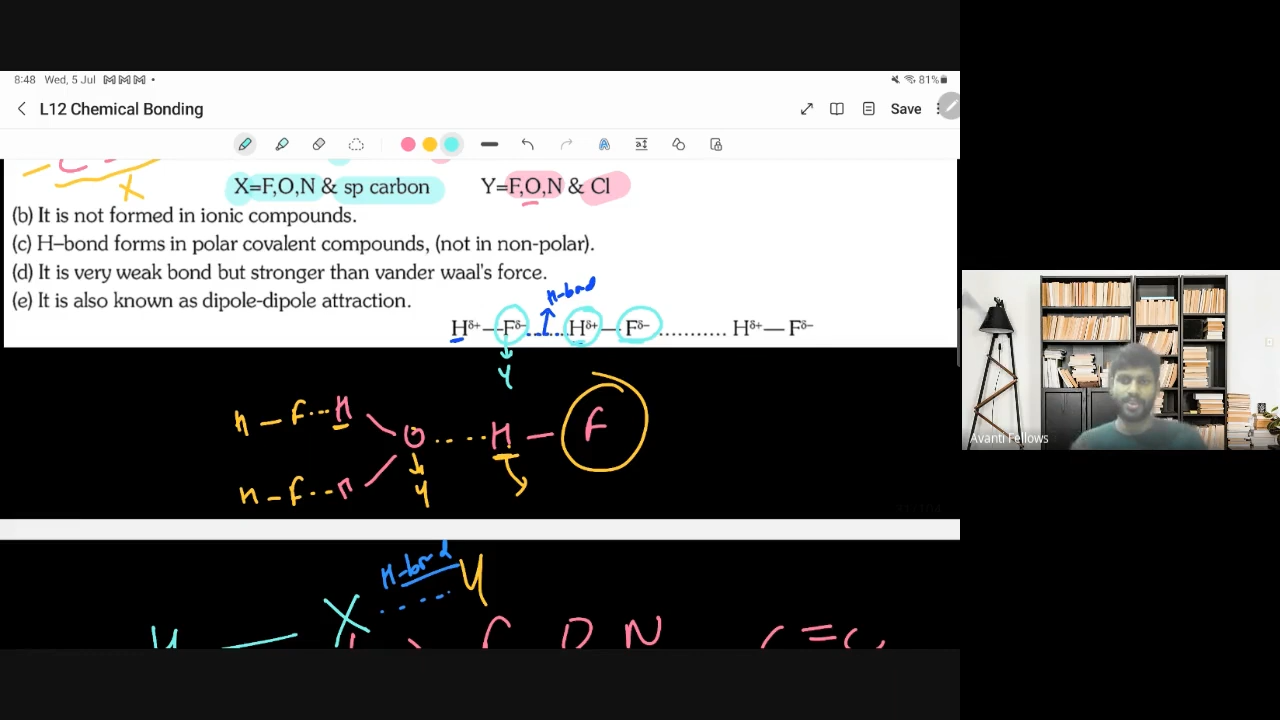 8:48 Wed, 5 Jul
81%
L12 Chemical Bonding
Save
X
X=F,O,N & sp carbon Y=F,O,N & Cl
(b) It is not formed in ionic compounds.
(c) H–bond forms in polar covalent compounds, (not in non-polar).
(d) It is very weak bond but stronger than vander waal's force.
(e) It is also known as dipole-dipole attraction.
H-bond
Hδ+—Fδ–.......Hδ+—Fδ–...........Hδ+—Fδ–
Y
H – F ... H
O ..... H – F
H – F ... H
Y
Avanti Fellows
H-bond
Y
X
O N